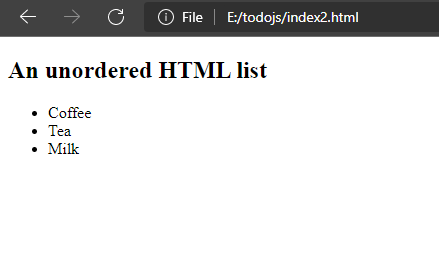 File E:/todojs/index2.html
An unordered HTML list
Coffee
Tea
Milk